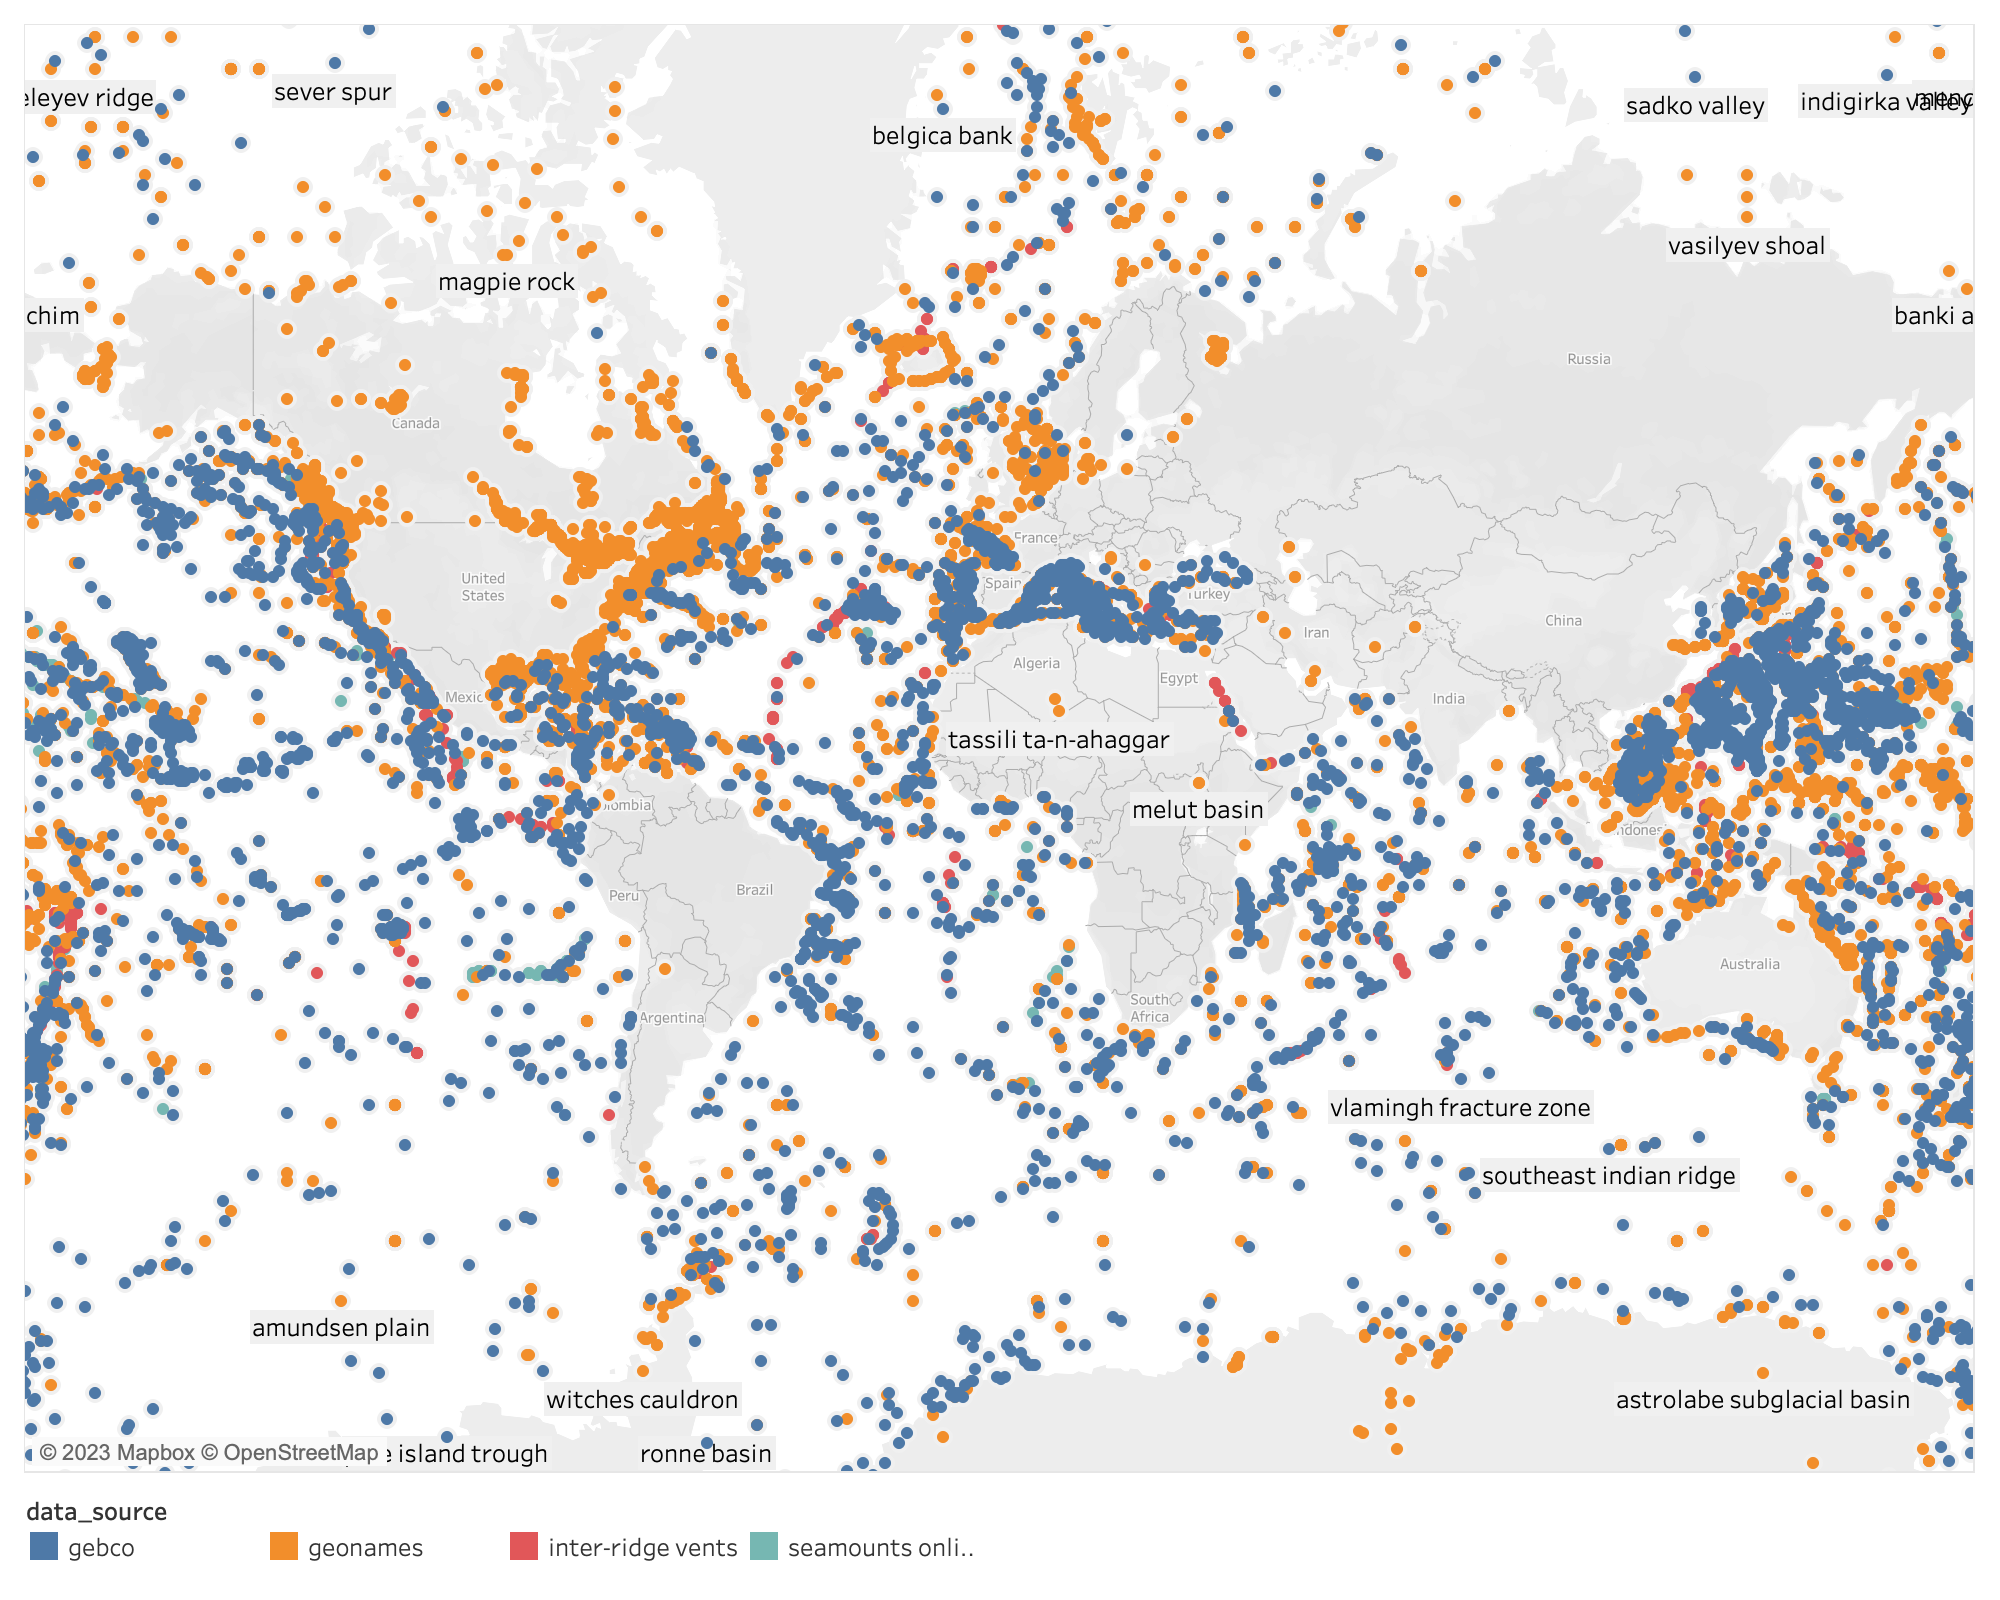 eleyev ridge
sever spur
belgica bank
sadko valley
indigirka valley
magpie rock
vasilyev shoal
chim
banki a
Russia
Canada
France
United
States
Spain
Turkey
China
Iran
Algeria
Egypt
India
Mexic
tassili ta-n-ahaggar
melut basin
lombia
ndones
Peru
Brazil
Australia
South
Africa
Argentina
vlamingh fracture zone
southeast indian ridge
amundsen plain
witches cauldron
astrolabe subglacial basin
© 2023 Mapbox © OpenStreetMap
e island trough
ronne basin
data_source
gebco
geonames
inter-ridge vents
seamounts onli..